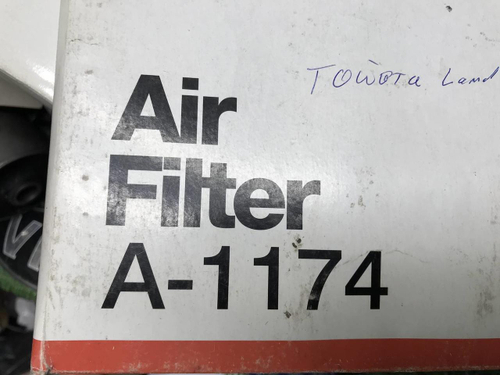 TOWOTA Land
Air
Filter
A-1174